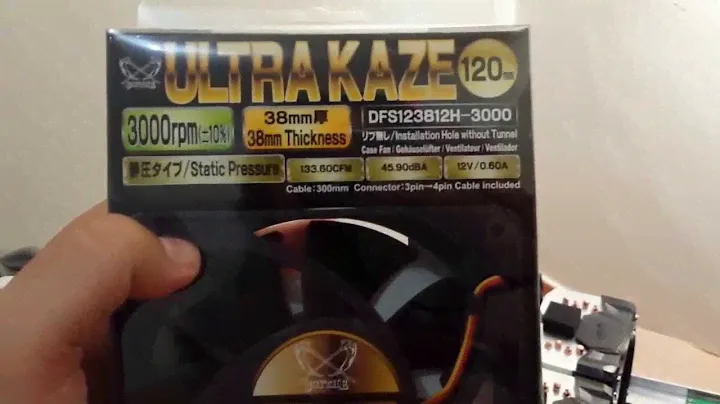 ULTRA KAZE 120mm
3000rpm(±10%)
38mm厚
38mm Thickness
DFS123812H-3000
リブ無し/Installation Hole without Tunnel
Case Fan / Gehäuselüfter / Ventilateur / Ventilador
静圧タイプ/Static Pressure
133.60CFM
45.90dBA
12V/0.60A
Cable:300mm Connector:3pin→4pin Cable included